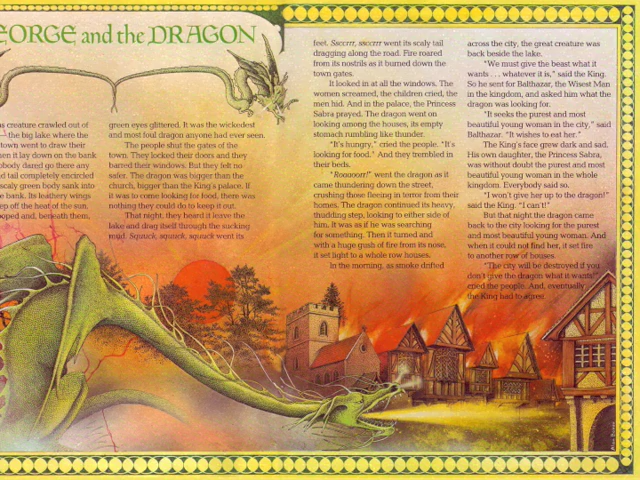 EORGE and the DRAGON
s creature crawled out of
— the big lake where the
town went to draw their
hen it lay down on the bank
obody dared go there any
d tail completely encircled
scaly green body sank into
e bank. Its leathery wings
ep off the heat of the sun.
ooped and, beneath them,
green eyes glittered. It was the wickedest
and most foul dragon anyone had ever seen.
The people shut the gates of the
town. They locked their doors and they
barred their windows. But they felt no
safer. The dragon was bigger than the
church, bigger than the King's palace. If
it was come looking for food, there was
nothing they could do to keep it out.
That night, they heard it leave the
lake and drag itself through the sucking
mud. Squuck, squuck, squuck went its
feet. Ssccrrr, ssccrrr went its scaly tail
dragging along the road. Fire roared
from its nostrils as it burned down the
town gates.
It looked in at all the windows. The
women screamed, the children cried, the
men hid. And in the palace, the Princess
Sabra prayed. The dragon went on
looking among the houses, its empty
stomach rumbling like thunder.
"It's hungry," cried the people. "It's
looking for food." And they trembled in
their beds.
"Rooooorr!" went the dragon as it
came thundering down the street,
crushing those fleeing in terror from their
homes. The dragon continued its heavy,
thudding step, looking to either side of
him. It was as if he was searching
for something. Then it turned and
with a huge gush of fire from its nose,
it set light to a whole row houses.
In the morning, as smoke drifted
across the city, the great creature was
back beside the lake.
"We must give the beast what it
wants . . . whatever it is," said the King.
So he sent for Balthazar, the Wisest Man
in the kingdom, and asked him what the
dragon was looking for.
"It seeks the purest and most
beautiful young woman in the city," said
Balthazar. "It wishes to eat her."
The King's face grew dark and sad.
His own daughter, the Princess Sabra,
was without doubt the purest and most
beautiful young woman in the whole
kingdom. Everybody said so.
"I won't give her up to the dragon!"
said the King. "I can't!"
But that night the dragon came
back to the city looking for the purest
and most beautiful young woman. And
when it could not find her, it set fire
to another row of houses.
"The city will be destroyed if you
don't give the dragon what it wants!"
cried the people. And, eventually
the King had to agree.